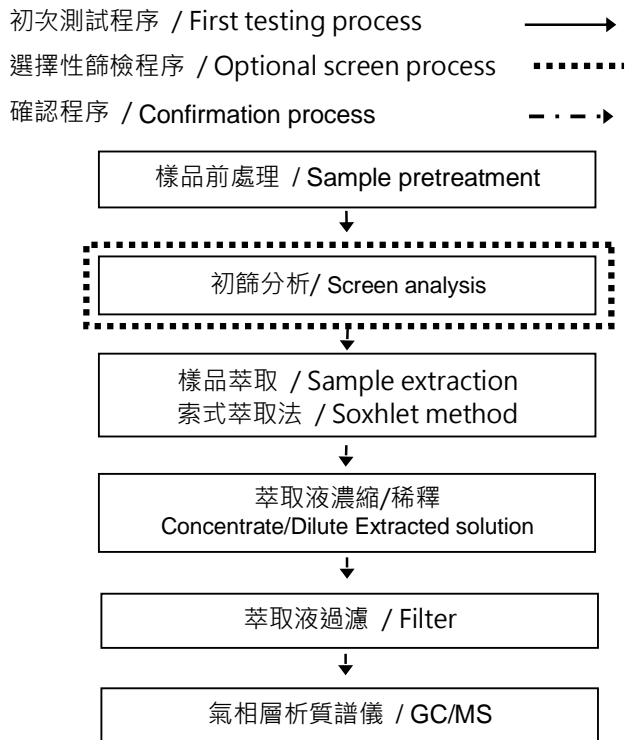 初次測試程序 / First testing process
選擇性篩檢程序 / Optional screen process
確認程序 / Confirmation process
樣品前處理 / Sample pretreatment
初篩分析/ Screen analysis
樣品萃取 / Sample extraction
索式萃取法 / Soxhlet method
萃取液濃縮/稀釋
Concentrate/Dilute Extracted solution
萃取液過濾 / Filter
氣相層析質譜儀 / GC/MS